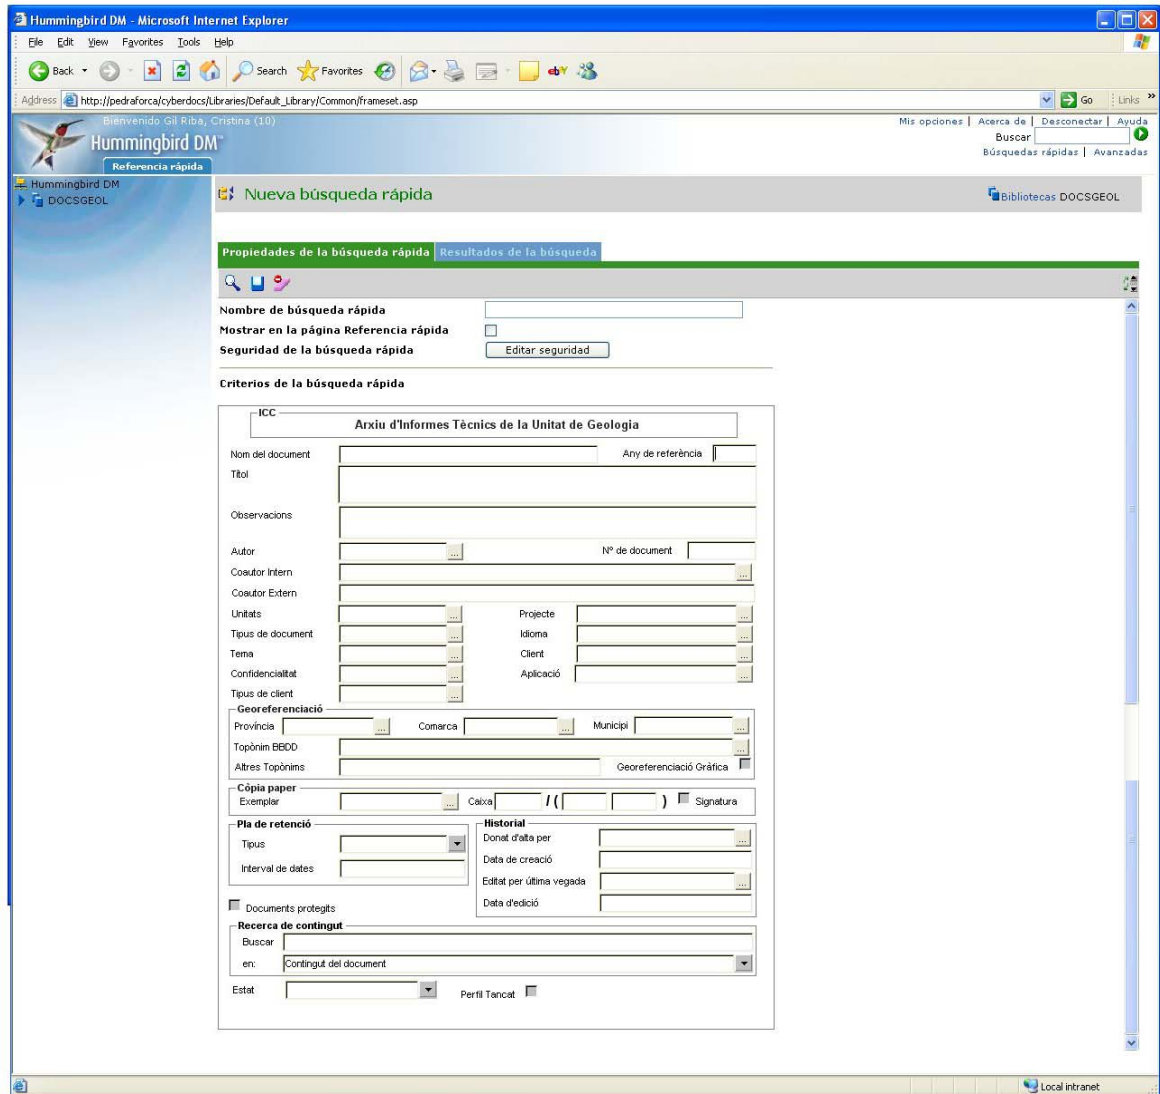 Hummingbird DM - Microsoft Internet Explorer
File Edit View Favorites Tools Help
Back Search Favorites ebY
Address http://pedraforca/cyberdocs/Libraries/Default_Library/Common/frameset.asp Go Links »
Bienvenido Gil Riba, Cristina (10) Mis opciones | Acerca de | Desconectar | Ayuda
Hummingbird DM™ Buscar
Referencia rápida Búsquedas rápidas | Avanzadas
Hummingbird DM
DOCSGEOL
Nueva búsqueda rápida Bibliotecas DOCSGEOL
Propiedades de la búsqueda rápida Resultados de la búsqueda
Nombre de búsqueda rápida
Mostrar en la página Referencia rápida
Seguridad de la búsqueda rápida Editar seguridad
Criterios de la búsqueda rápida
ICC
Arxiu d'Informes Tècnics de la Unitat de Geologia
Nom del document Any de referència
Títol
Observacions
Autor ... Nº de document
Coautor Intern ...
Coautor Extern
Unitats ... Projecte ...
Tipus de document ... Idioma ...
Tema ... Client ...
Confidencialitat ... Aplicació ...
Tipus de client ...
Georeferenciació
Província ... Comarca ... Municipi ...
Topònim BBDD ...
Altres Topònims Georeferenciació Gràfica
Còpia paper
Exemplar ... Caixa / ( ) Signatura
Pla de retenció
Tipus
Interval de dates
Historial
Donat d'alta per ...
Data de creació
Editat per última vegada ...
Data d'edició
Documents protegits
Recerca de contingut
Buscar
en: Contingut del document
Estat Perfil Tancat
Local intranet